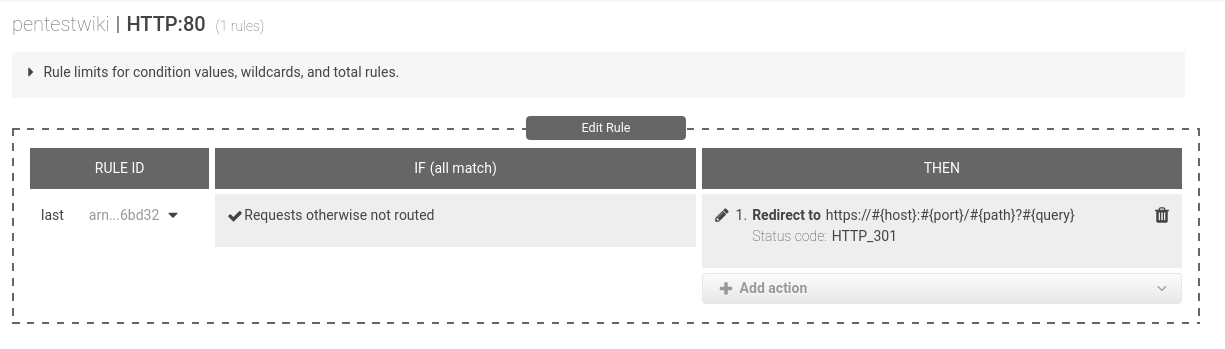 pentestwiki | HTTP:80 (1 rules)
Rule limits for condition values, wildcards, and total rules.
Edit Rule
RULE ID IF (all match) THEN
last arn...6bd32 Requests otherwise not routed 1. Redirect to https://#{host}:#{port}/#{path}?#{query}
Status code: HTTP_301
Add action